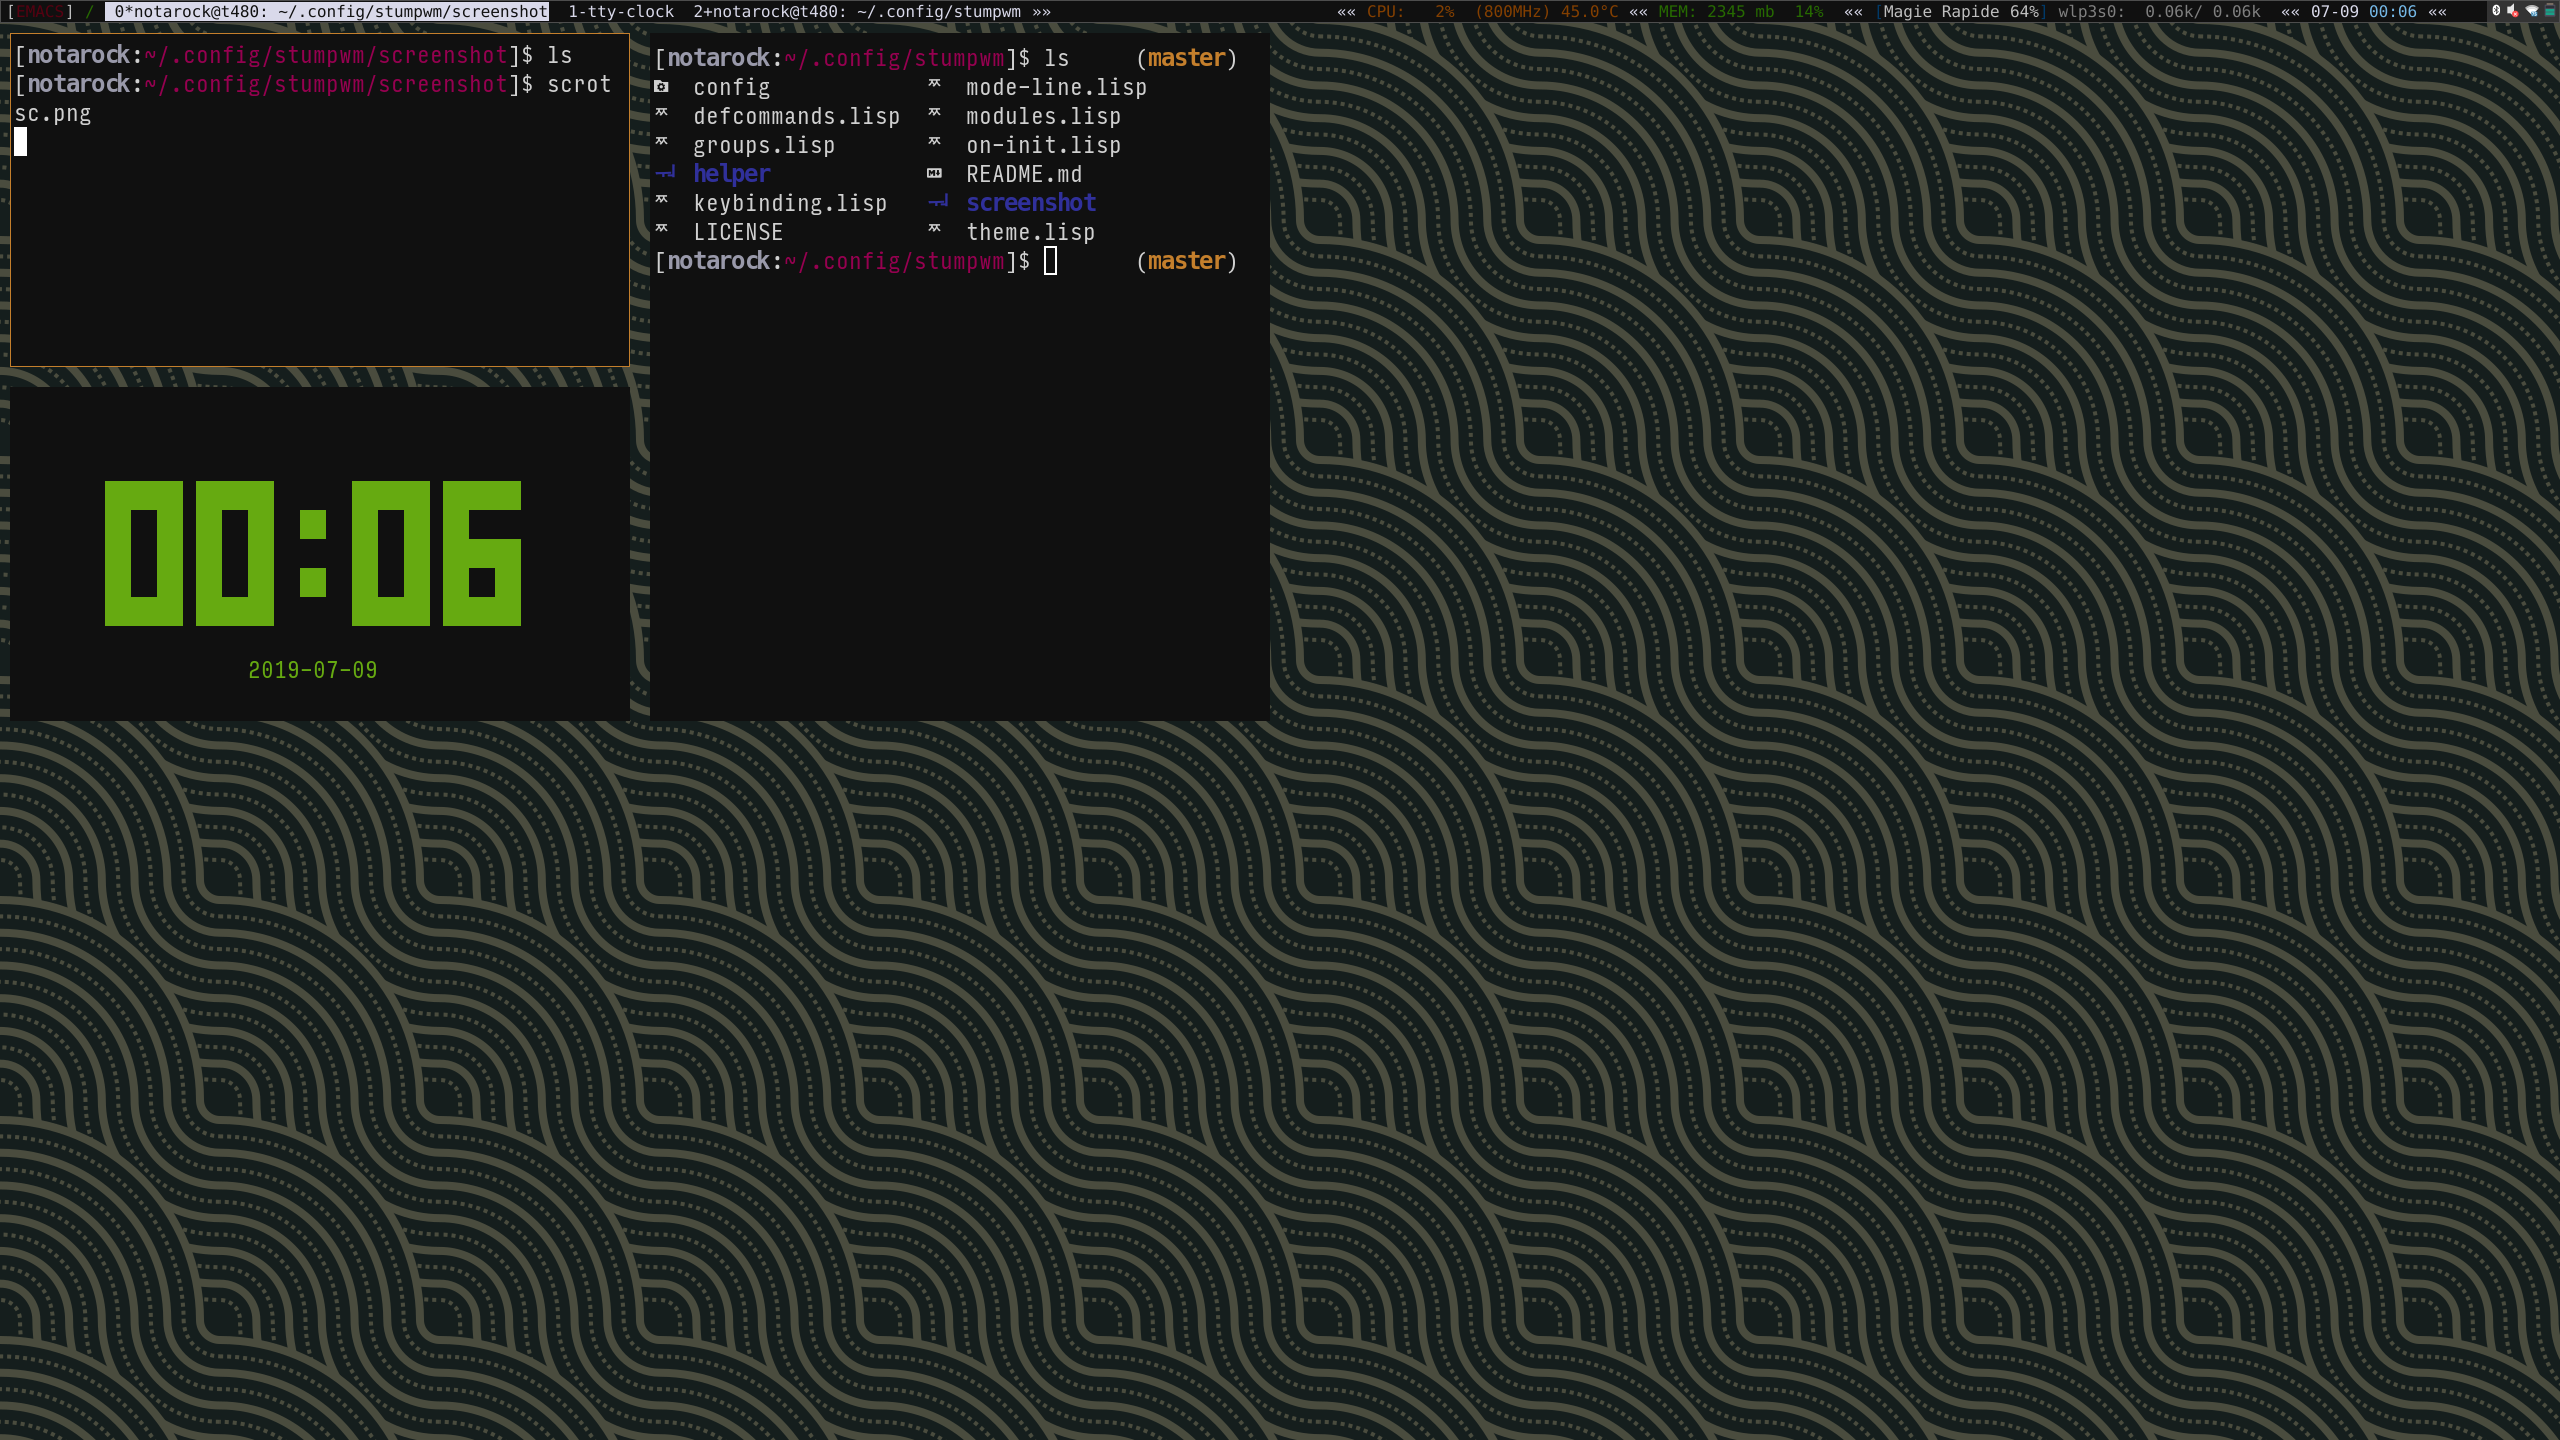 [EMACS] / 0*notarock@t480: ~/.config/stumpwm/screenshot 1-tty-clock 2+notarock@t480: ~/.config/stumpwm »» «« CPU: 2% (800MHz) 45.0°C «« MEM: 2345 mb 14% «« [Magie Rapide 64%] wlp3s0: 0.06k/ 0.06k «« 07-09 00:06 ««
[notarock:~/.config/stumpwm/screenshot]$ ls
[notarock:~/.config/stumpwm/screenshot]$ scrot
sc.png
[notarock:~/.config/stumpwm]$ ls (master)
config mode-line.lisp
defcommands.lisp modules.lisp
groups.lisp on-init.lisp
helper README.md
keybinding.lisp screenshot
LICENSE theme.lisp
[notarock:~/.config/stumpwm]$ (master)
00:06
2019-07-09